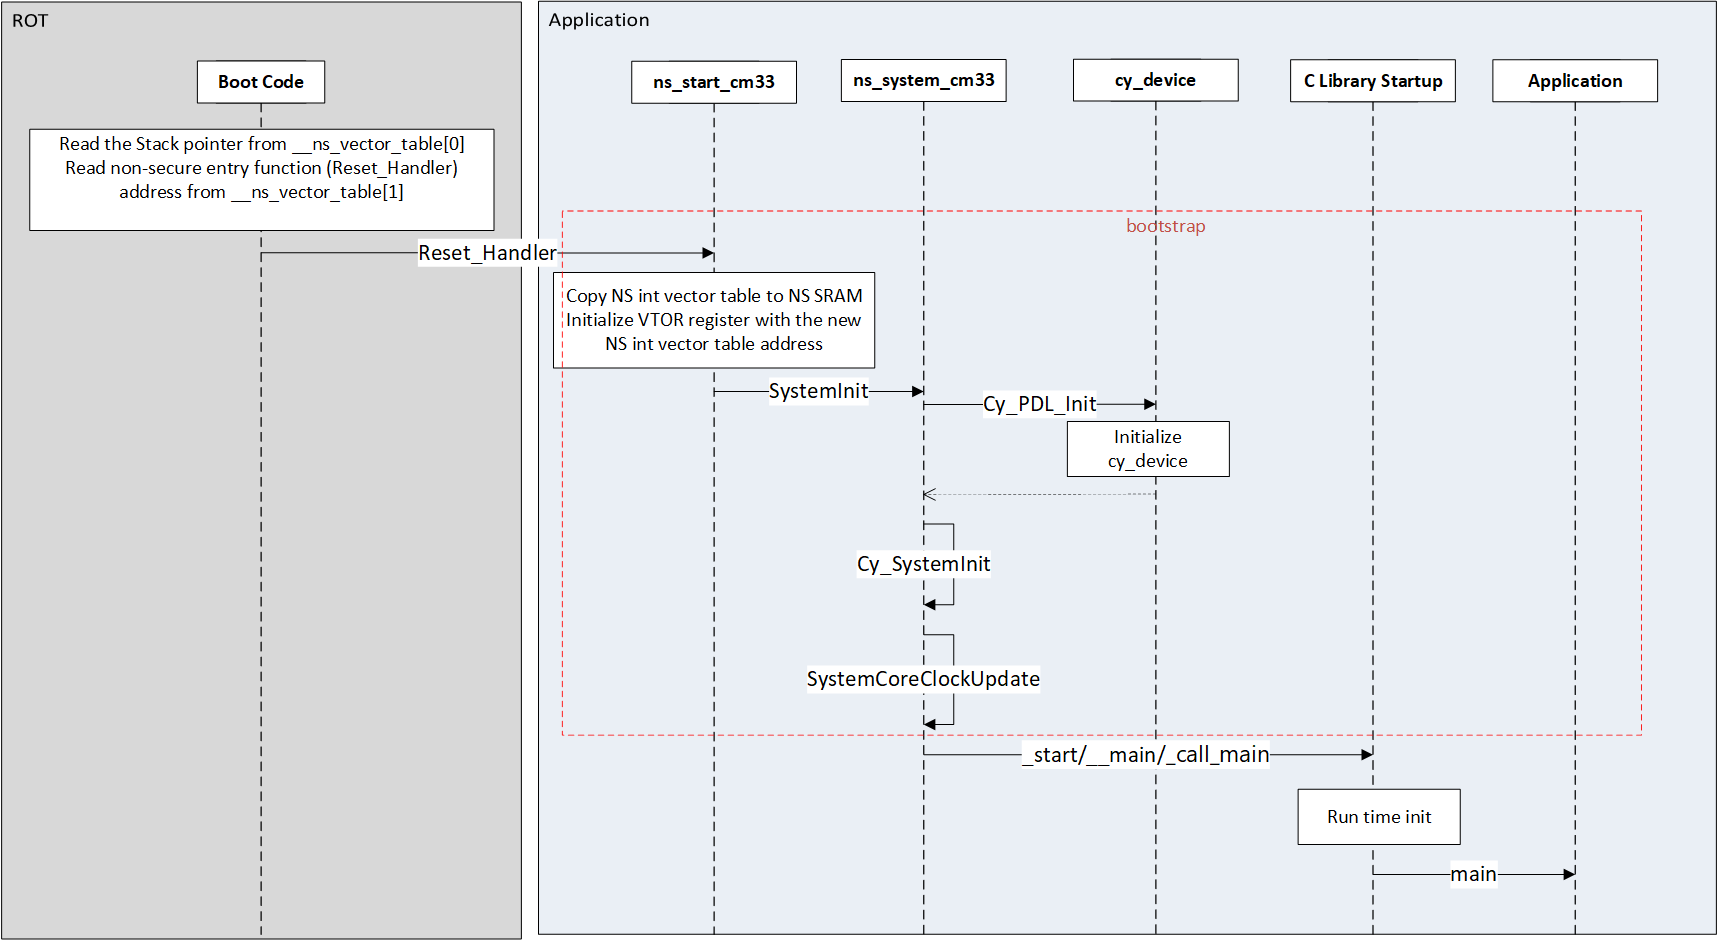 ROT
Application
Boot Code
ns_start_cm33
ns_system_cm33
cy_device
C Library Startup
Application
Read the Stack pointer from __ns_vector_table[0]
Read non-secure entry function (Reset_Handler)
address from __ns_vector_table[1]
bootstrap
Reset_Handler
Copy NS int vector table to NS SRAM
Initialize VTOR register with the new
NS int vector table address
SystemInit
Cy_PDL_Init
Initialize
cy_device
Cy_SystemInit
SystemCoreClockUpdate
_start/__main/_call_main
Run time init
main